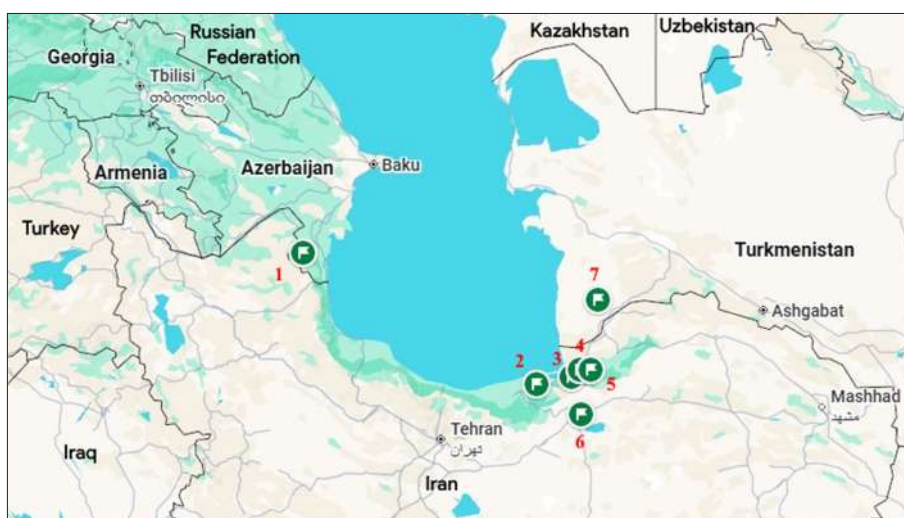 Russian
Federation
Kazakhstan
Uzbekistan
Georgia
Tbilisi
თბილისი
Armenia
Azerbaijan
Baku
Turkey
1
7
Turkmenistan
Ashgabat
2
3
4
5
Mashhad
مشهد
6
Tehran
تهران
Iraq
Iran